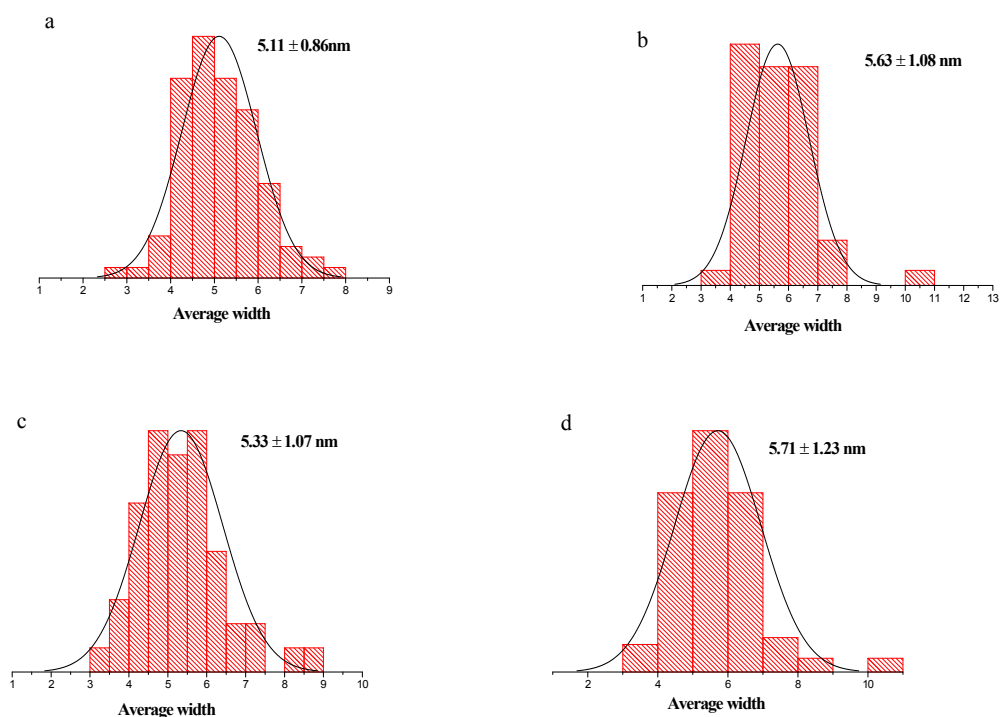 a
5.11 ± 0.86nm
1 2 3 4 5 6 7 8 9
Average width
b
5.63 ± 1.08 nm
1 2 3 4 5 6 7 8 9 10 11 12 13
Average width
c
5.33 ± 1.07 nm
1 2 3 4 5 6 7 8 9 10
Average width
d
5.71 ± 1.23 nm
2 4 6 8 10
Average width